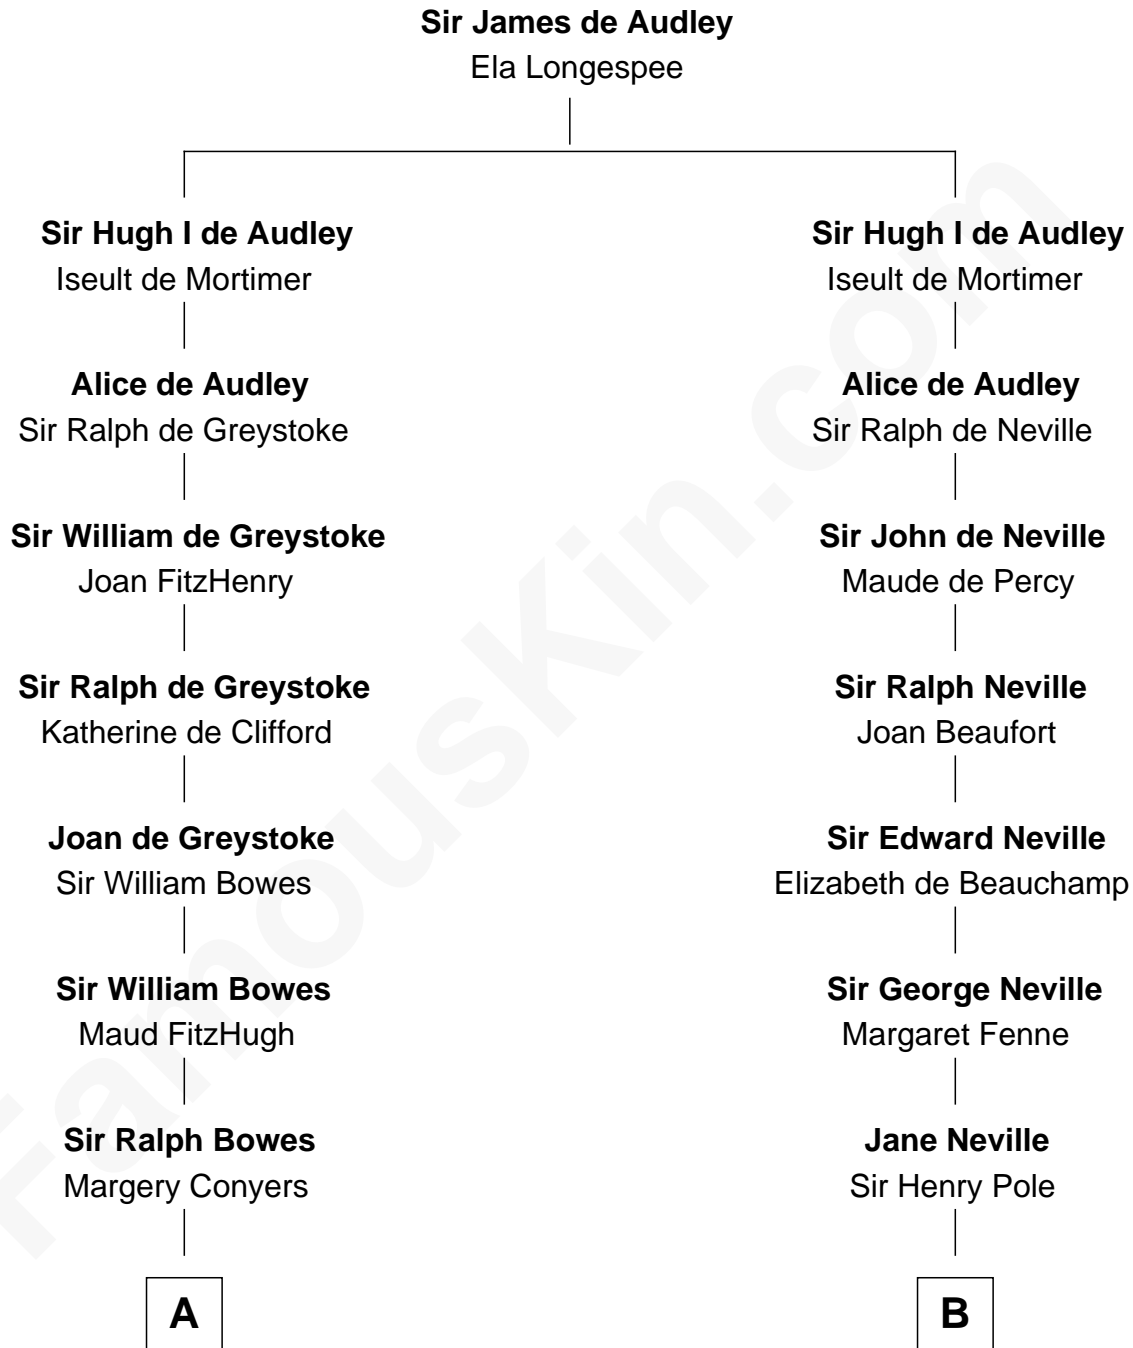 Sir James de Audley
Ela Longespee
Sir Hugh I de Audley
Iseult de Mortimer
Alice de Audley
Sir Ralph de Greystoke
Sir William de Greystoke
Joan FitzHenry
Sir Ralph de Greystoke
Katherine de Clifford
Joan de Greystoke
Sir William Bowes
Sir William Bowes
Maud FitzHugh
Sir Ralph Bowes
Margery Conyers
A
Sir Hugh I de Audley
Iseult de Mortimer
Alice de Audley
Sir Ralph de Neville
Sir John de Neville
Maude de Percy
Sir Ralph Neville
Joan Beaufort
Sir Edward Neville
Elizabeth de Beauchamp
Sir George Neville
Margaret Fenne
Jane Neville
Sir Henry Pole
B
FamousKin.com